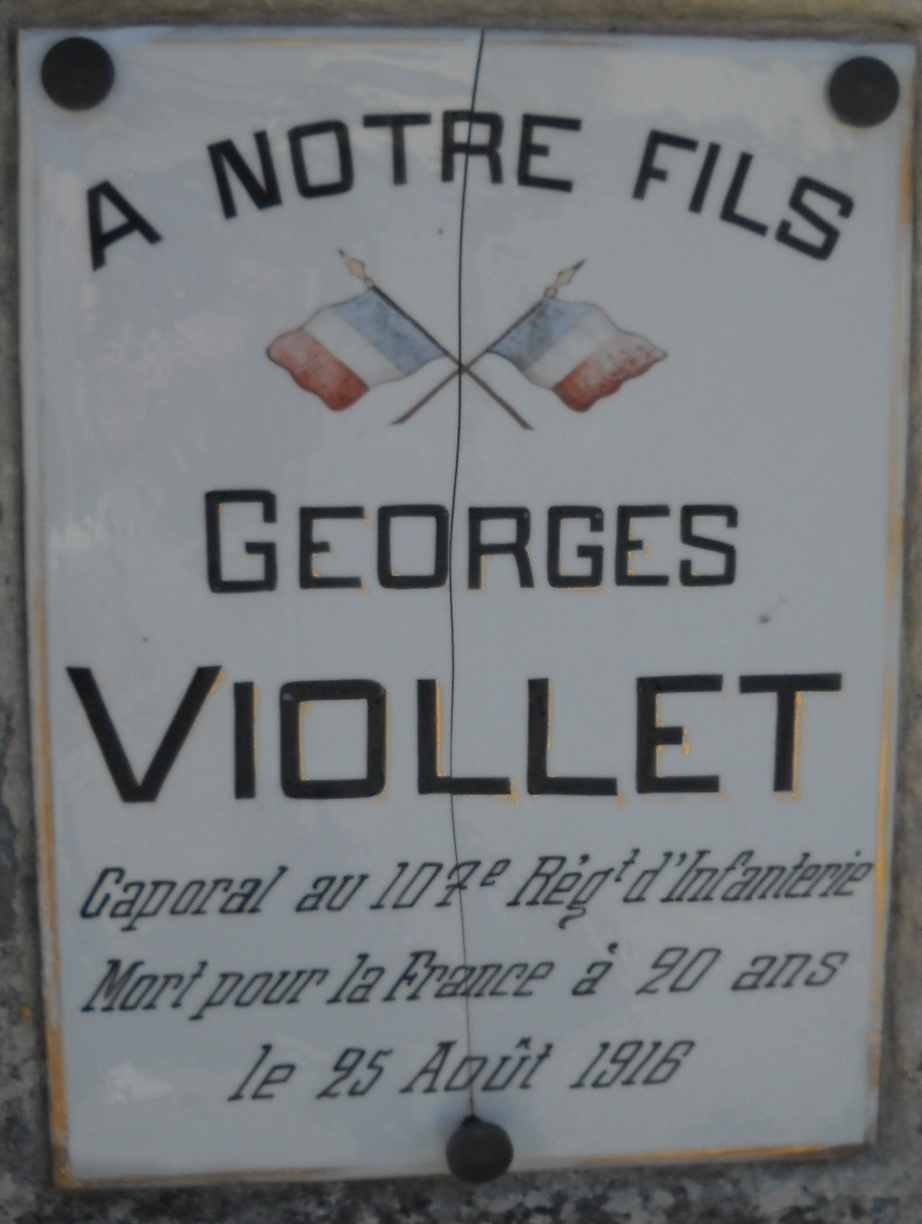 A NOTRE FILS
GEORGES
VIOLLET
Caporal au 107e Régt d'Infanterie
Mort pour la France à 20 ans
le 25 Août 1916